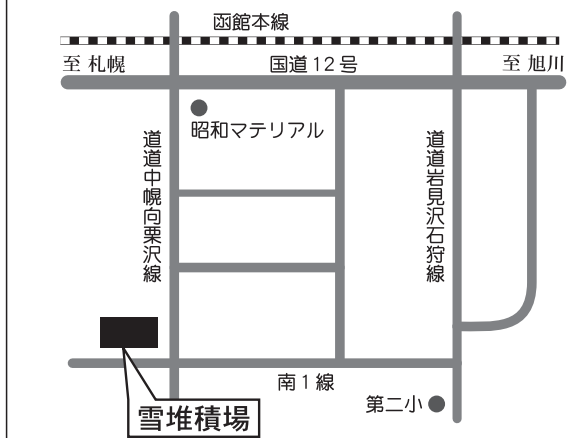 函館本線
至 札幌
国道12号
至 旭川
昭和マテリアル
道道中幌向栗沢線
道道岩見沢石狩線
南1線
第二小
雪堆積場